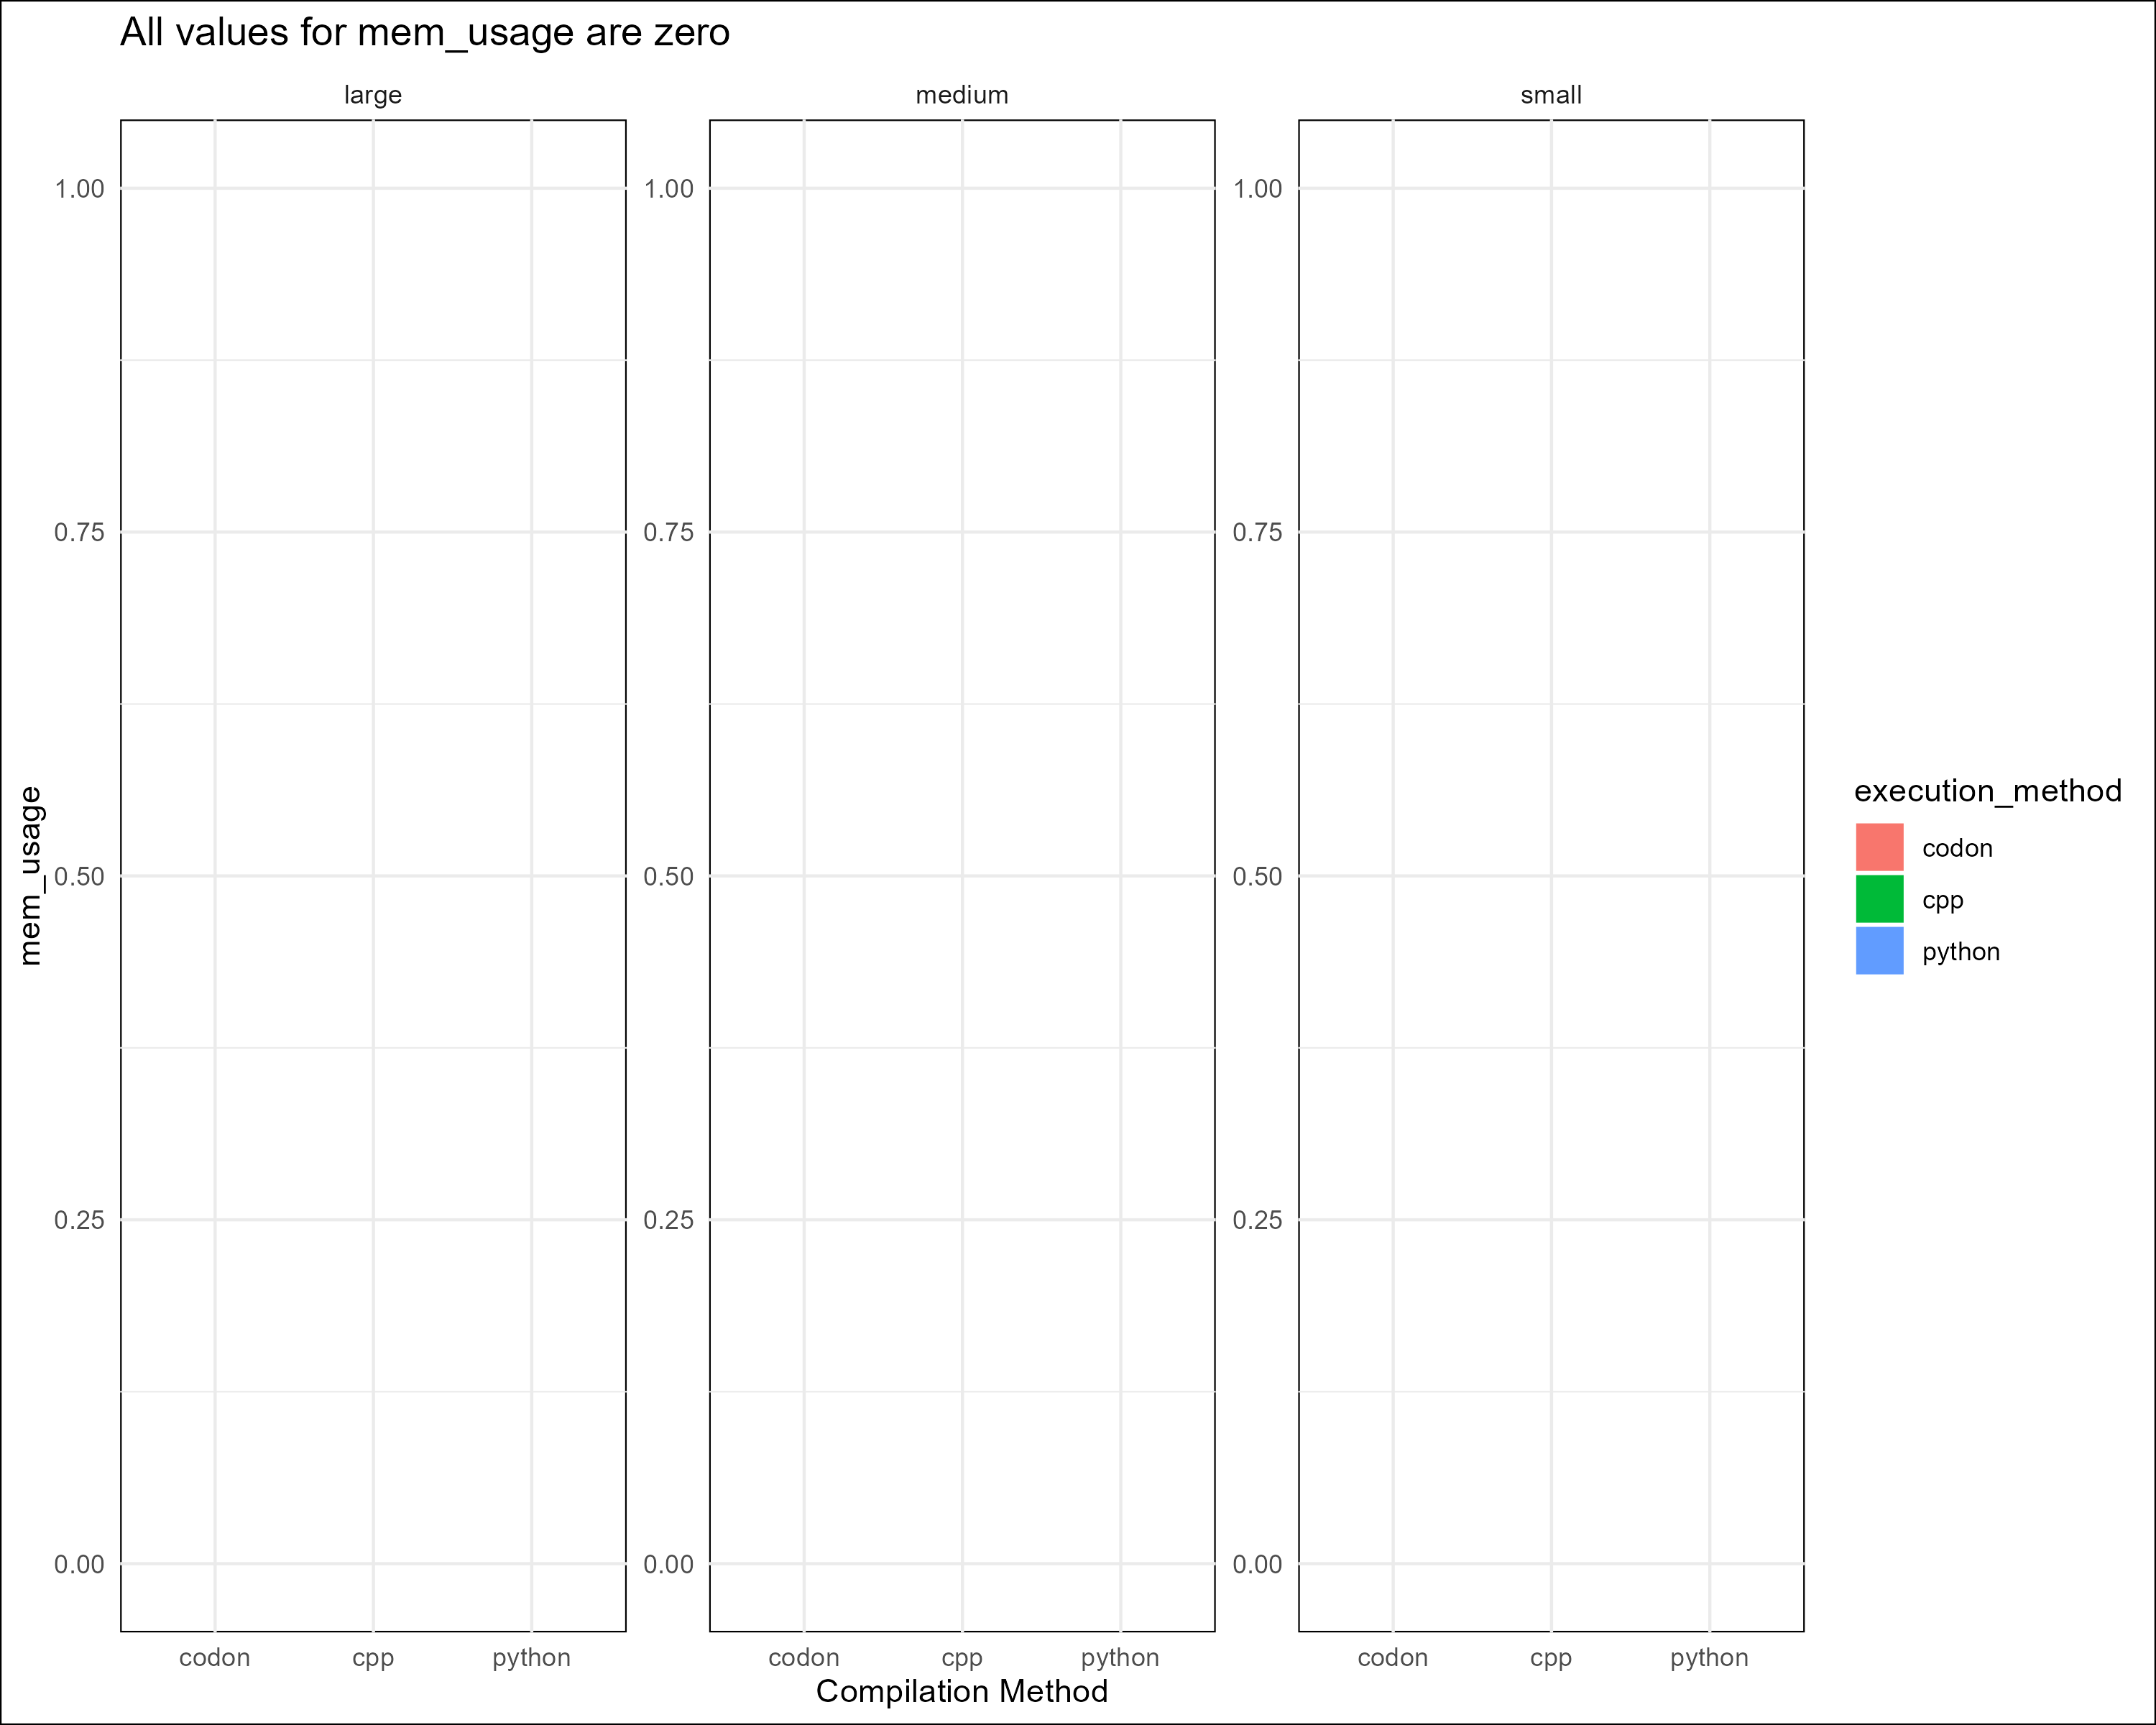 All values for mem_usage are zero
large medium small
1.00 1.00 1.00
0.75 0.75 0.75
0.50 0.50 0.50
0.25 0.25 0.25
0.00 0.00 0.00
mem_usage
codon cpp python codon cpp python codon cpp python
Compilation Method
execution_method
codon
cpp
python